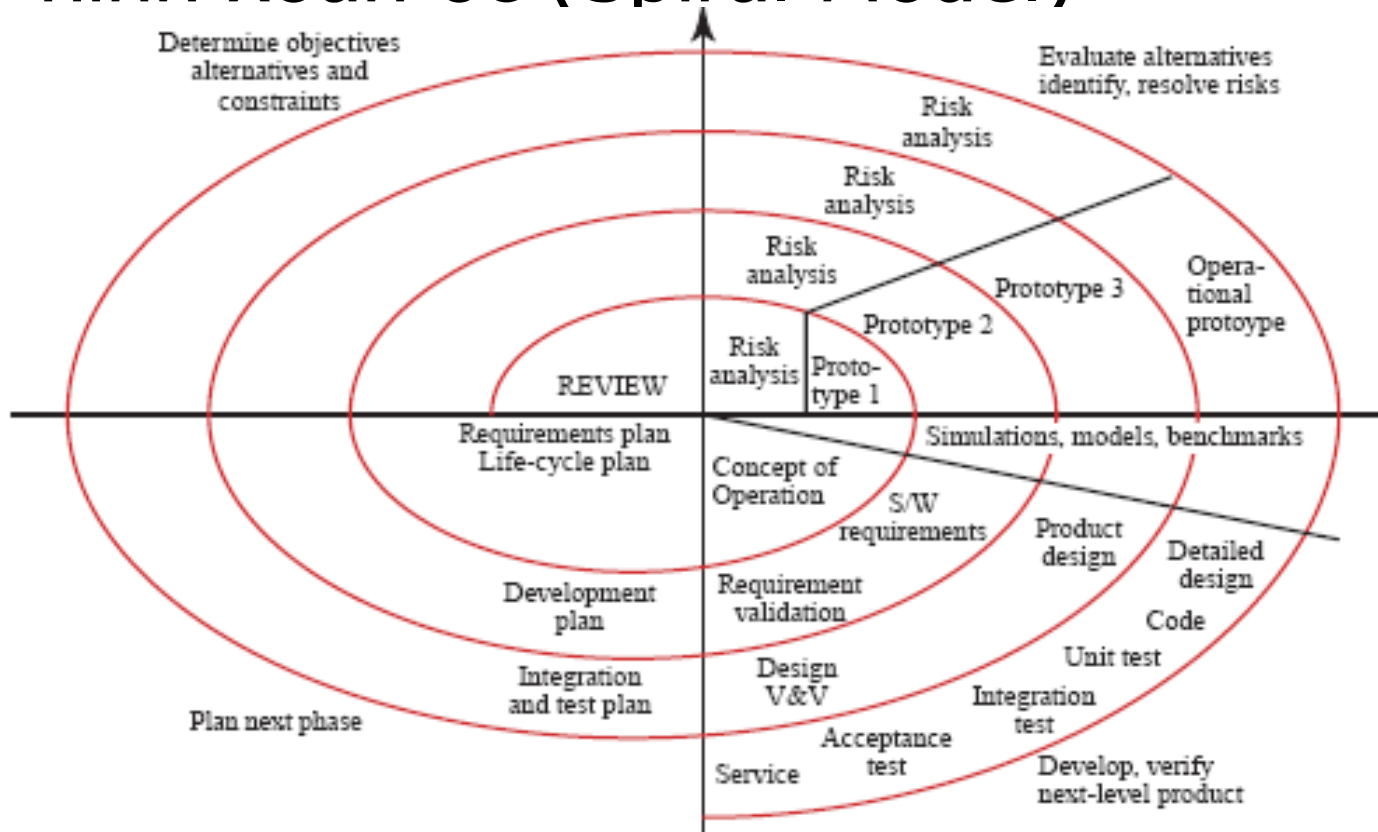 (Spiral Model)
Determine objectives
alternatives and
constraints
Evaluate alternatives
identify, resolve risks
Risk
analysis
Risk
analysis
Risk
analysis
Risk
analysis
Proto-
type 1
Prototype 2
Prototype 3
Opera-
tional
protoype
REVIEW
Requirements plan
Life-cycle plan
Simulations, models, benchmarks
Concept of
Operation
S/W
requirements
Product
design
Detailed
design
Development
plan
Requirement
validation
Code
Unit test
Integration
and test plan
Design
V&V
Integration
test
Plan next phase
Acceptance
test
Service
Develop, verify
next-level product